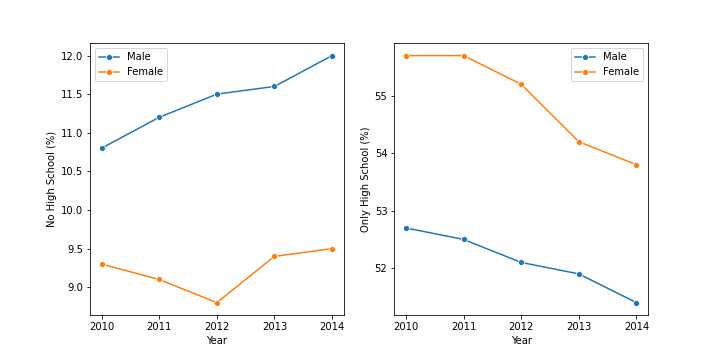 No High School (%)
12.0
11.5
11.0
10.5
10.0
9.5
9.0
Male
Female
2010 2011 2012 2013 2014
Year
Only High School (%)
55
54
53
52
Male
Female
2010 2011 2012 2013 2014
Year